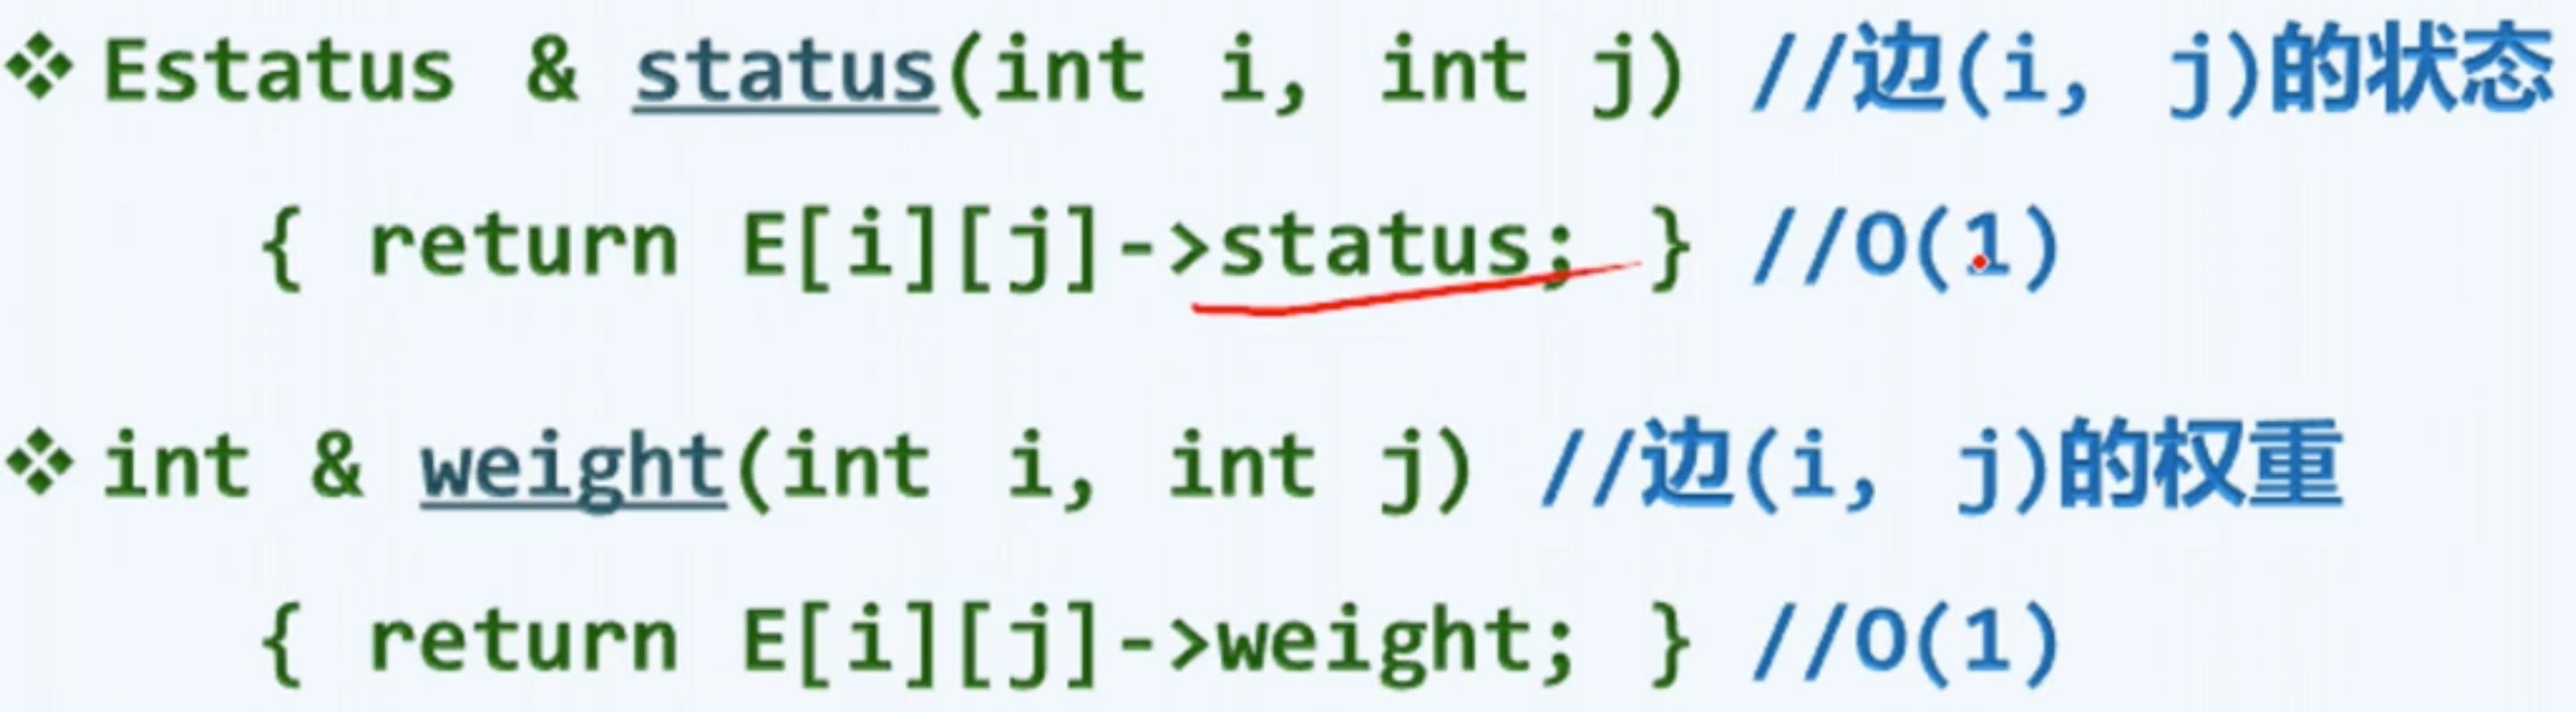 ❖ Estatus & status(int i, int j) //边(i, j)的状态
{ return E[i][j]->status; } //O(1)
❖ int & weight(int i, int j) //边(i, j)的权重
{ return E[i][j]->weight; } //O(1)